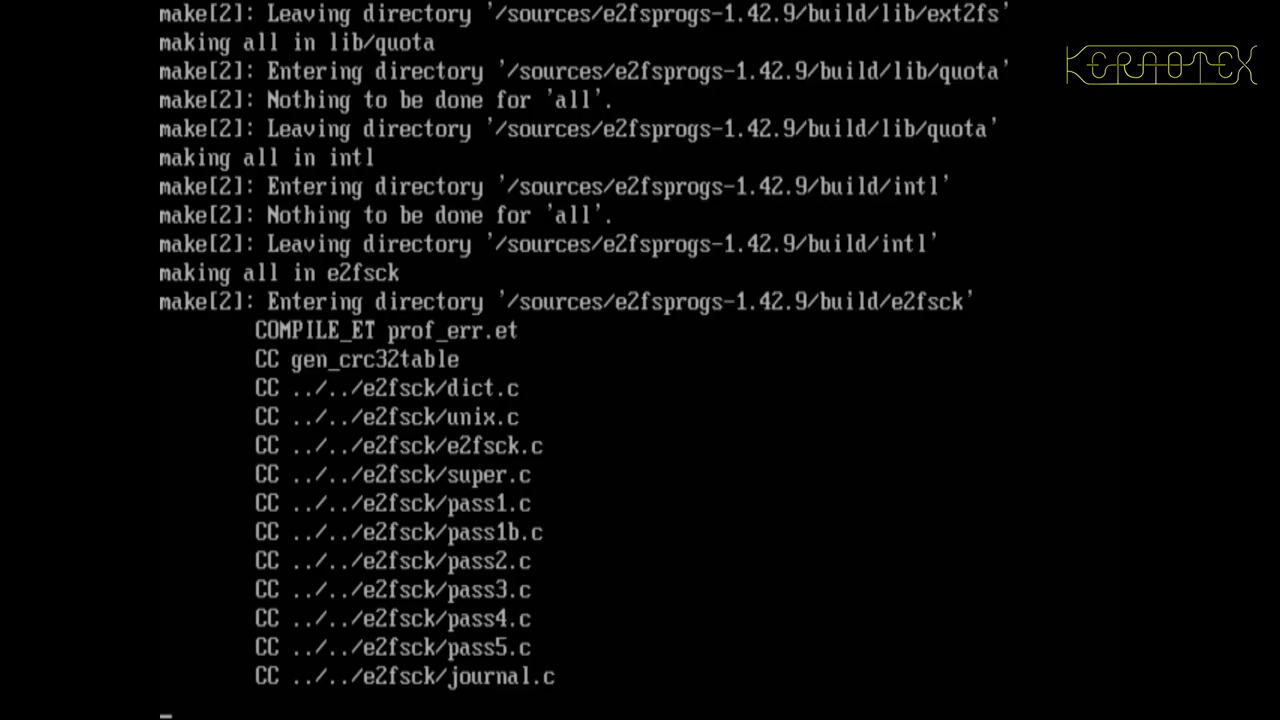 make[2]: Leaving directory '/sources/e2fsprogs-1.42.9/build/lib/ext2fs'
making all in lib/quota
make[2]: Entering directory '/sources/e2fsprogs-1.42.9/build/lib/quota'
make[2]: Nothing to be done for 'all'.
make[2]: Leaving directory '/sources/e2fsprogs-1.42.9/build/lib/quota'
making all in intl
make[2]: Entering directory '/sources/e2fsprogs-1.42.9/build/intl'
make[2]: Nothing to be done for 'all'.
make[2]: Leaving directory '/sources/e2fsprogs-1.42.9/build/intl'
making all in e2fsck
make[2]: Entering directory '/sources/e2fsprogs-1.42.9/build/e2fsck'
COMPILE_ET prof_err.et
CC gen_crc32table
CC ../../e2fsck/dict.c
CC ../../e2fsck/unix.c
CC ../../e2fsck/e2fsck.c
CC ../../e2fsck/super.c
CC ../../e2fsck/pass1.c
CC ../../e2fsck/pass1b.c
CC ../../e2fsck/pass2.c
CC ../../e2fsck/pass3.c
CC ../../e2fsck/pass4.c
CC ../../e2fsck/pass5.c
CC ../../e2fsck/journal.c